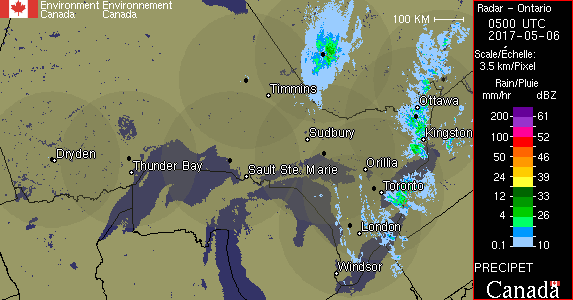 Environment Environnement
Canada Canada
100 KM
Timmins
Ottawa
Sudbury
Kingston
Dryden
Thunder Bay
Sault Ste. Marie
Orillia
Toronto
London
Windsor
Radar - Ontario
0500 UTC
2017-05-06
Scale/Échelle:
3.5 km/Pixel
Rain/Pluie
mm/hr dBZ
200 61
100 52
50 46
24 39
12 33
4 26
2 20
0.1 10
PRECIPET
Canada